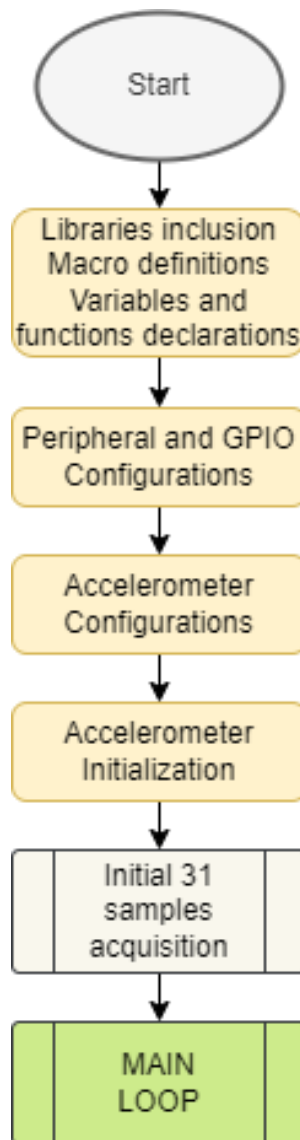 Start
Libraries inclusion
Macro definitions
Variables and
functions declarations
Peripheral and GPIO
Configurations
Accelerometer
Configurations
Accelerometer
Initialization
Initial 31
samples
acquisition
MAIN
LOOP